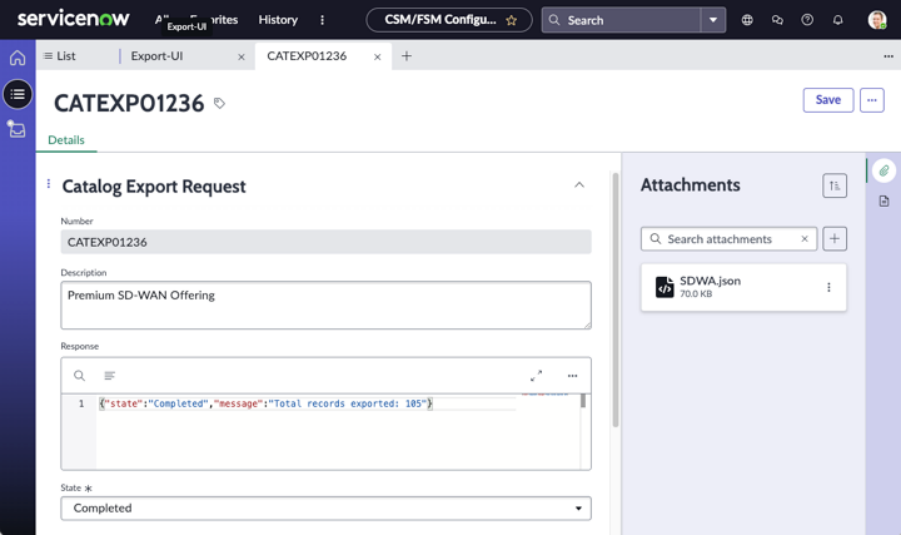 servicenow
Favorites
History
CSM/FSM Configu...
Search
Export-UI
List
Export-UI
CATEXP01236
CATEXP01236
Save
Details
Catalog Export Request
Number
CATEXP01236
Description
Premium SD-WAN Offering
Response
1 {"state":"Completed","message":"Total records exported: 105"}
State *
Completed
Attachments
Search attachments
SDWA.json
70.0 KB